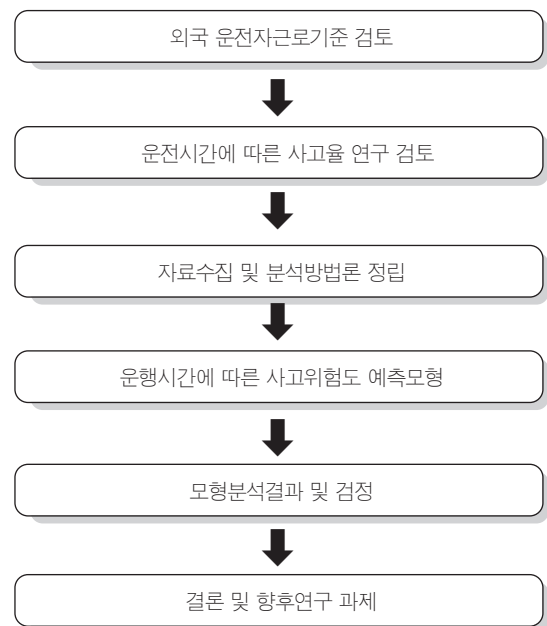 외국 운전자근로기준 검토
운전시간에 따른 사고율 연구 검토
자료수집 및 분석방법론 정립
운행시간에 따른 사고위험도 예측모형
모형분석결과 및 검정
결론 및 향후연구 과제